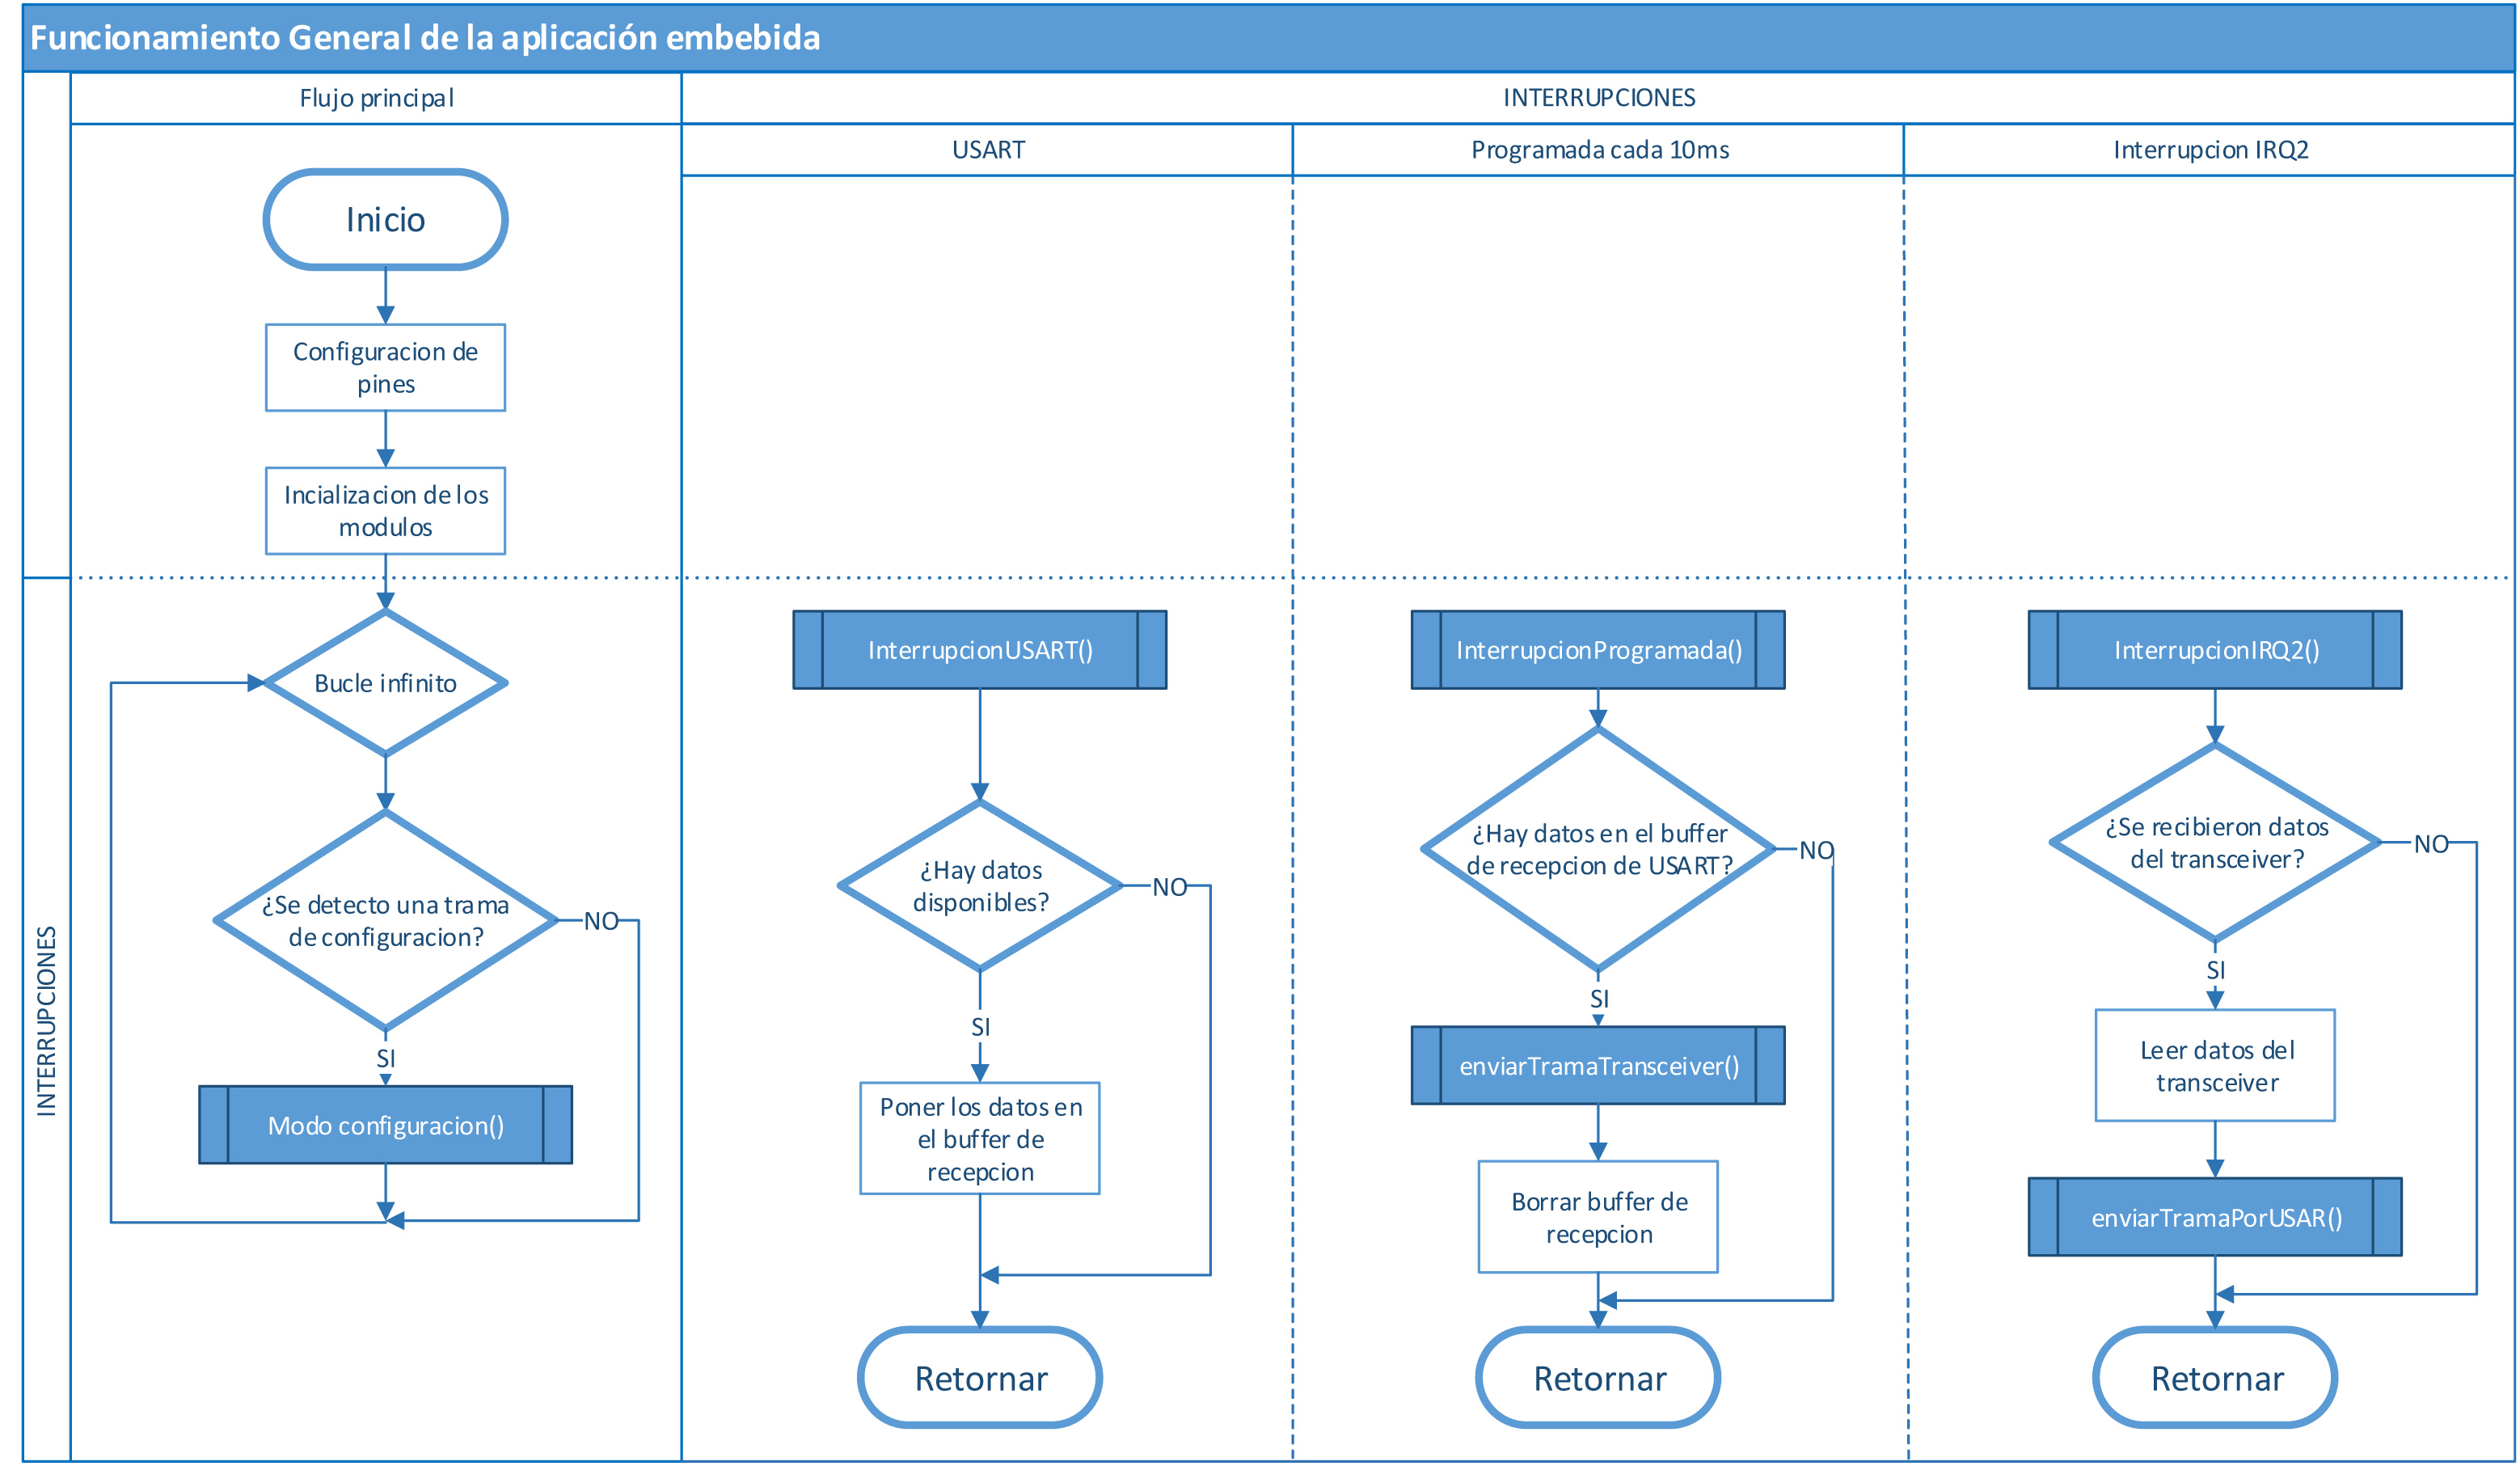 Funcionamiento General de la aplicación embebida
Flujo principal
INTERRUPCIONES
USART
Programada cada 10ms
Interrupcion IRQ2
Inicio
Configuracion de
pines
Incializacion de los
modulos
INTERRUPCIONES
Bucle infinito
¿Se detecto una trama
de configuracion?
NO
SI
Modo configuracion()
InterrupcionUSART()
¿Hay datos
disponibles?
NO
SI
Poner los datos en
el buffer de
recepcion
Retornar
InterrupcionProgramada()
¿Hay datos en el buffer
de recepcion de USART?
NO
SI
enviarTramaTransceiver()
Borrar buffer de
recepcion
Retornar
InterrupcionIRQ2()
¿Se recibieron datos
del transceiver?
NO
SI
Leer datos del
transceiver
enviarTramaPorUSAR()
Retornar